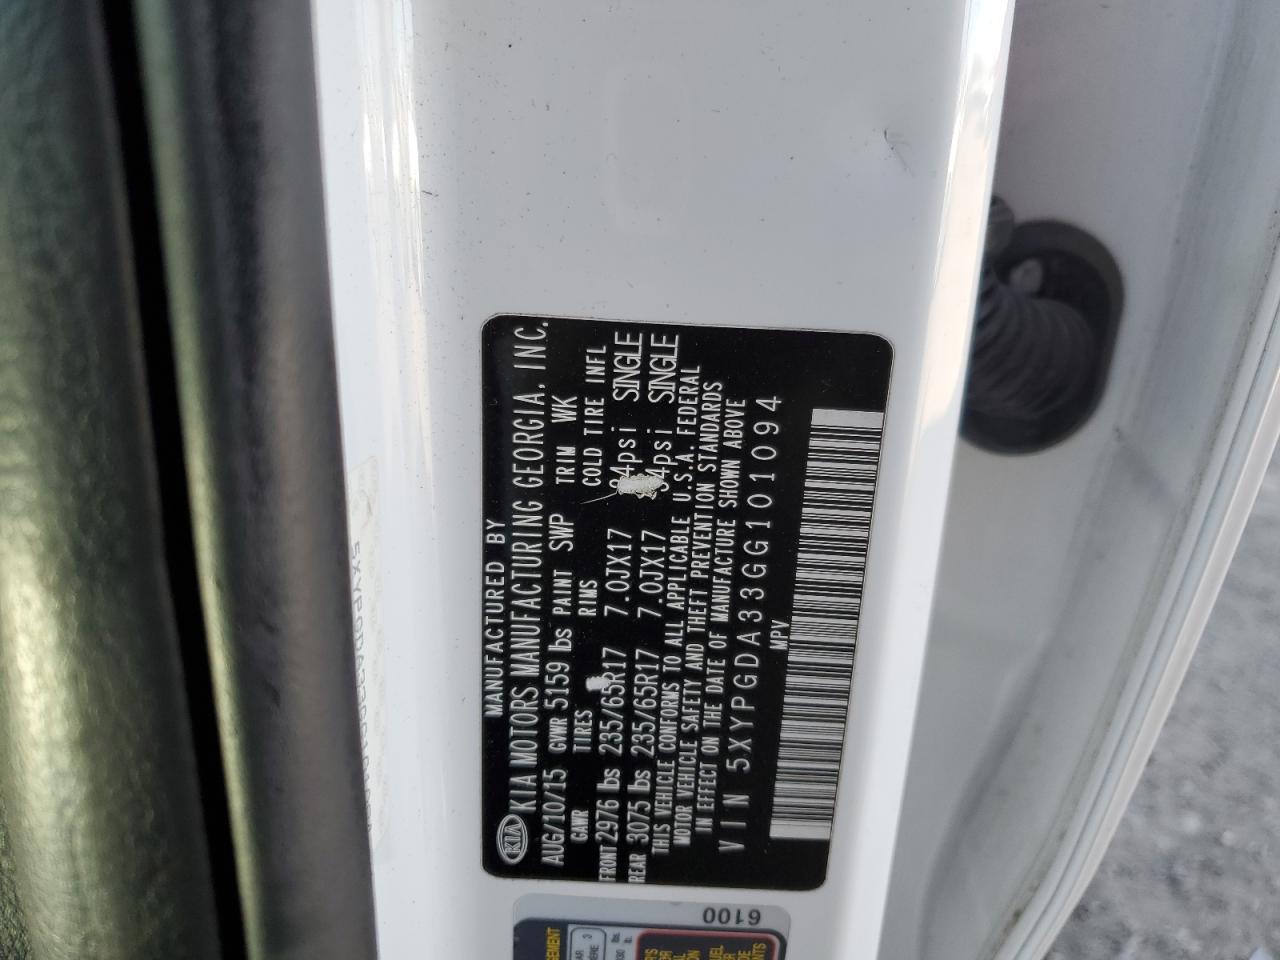 MANUFACTURED BY
KIA KIA MOTORS MANUFACTURING GEORGIA, INC.
AUG/10/15 GVWR 5159 lbs PAINT SWP TRIM WK
GAWR TIRES RIMS COLD TIRE INFL
FRONT 2976 lbs 235/65R17 7.0JX17 34psi SINGLE
REAR 3075 lbs 235/65R17 7.0JX17 34psi SINGLE
THIS VEHICLE CONFORMS TO ALL APPLICABLE U.S.A. FEDERAL
MOTOR VEHICLE SAFETY AND THEFT PREVENTION STANDARDS
IN EFFECT ON THE DATE OF MANUFACTURE SHOWN ABOVE
VIN 5XYPGDA33GG101094
MPV
6100